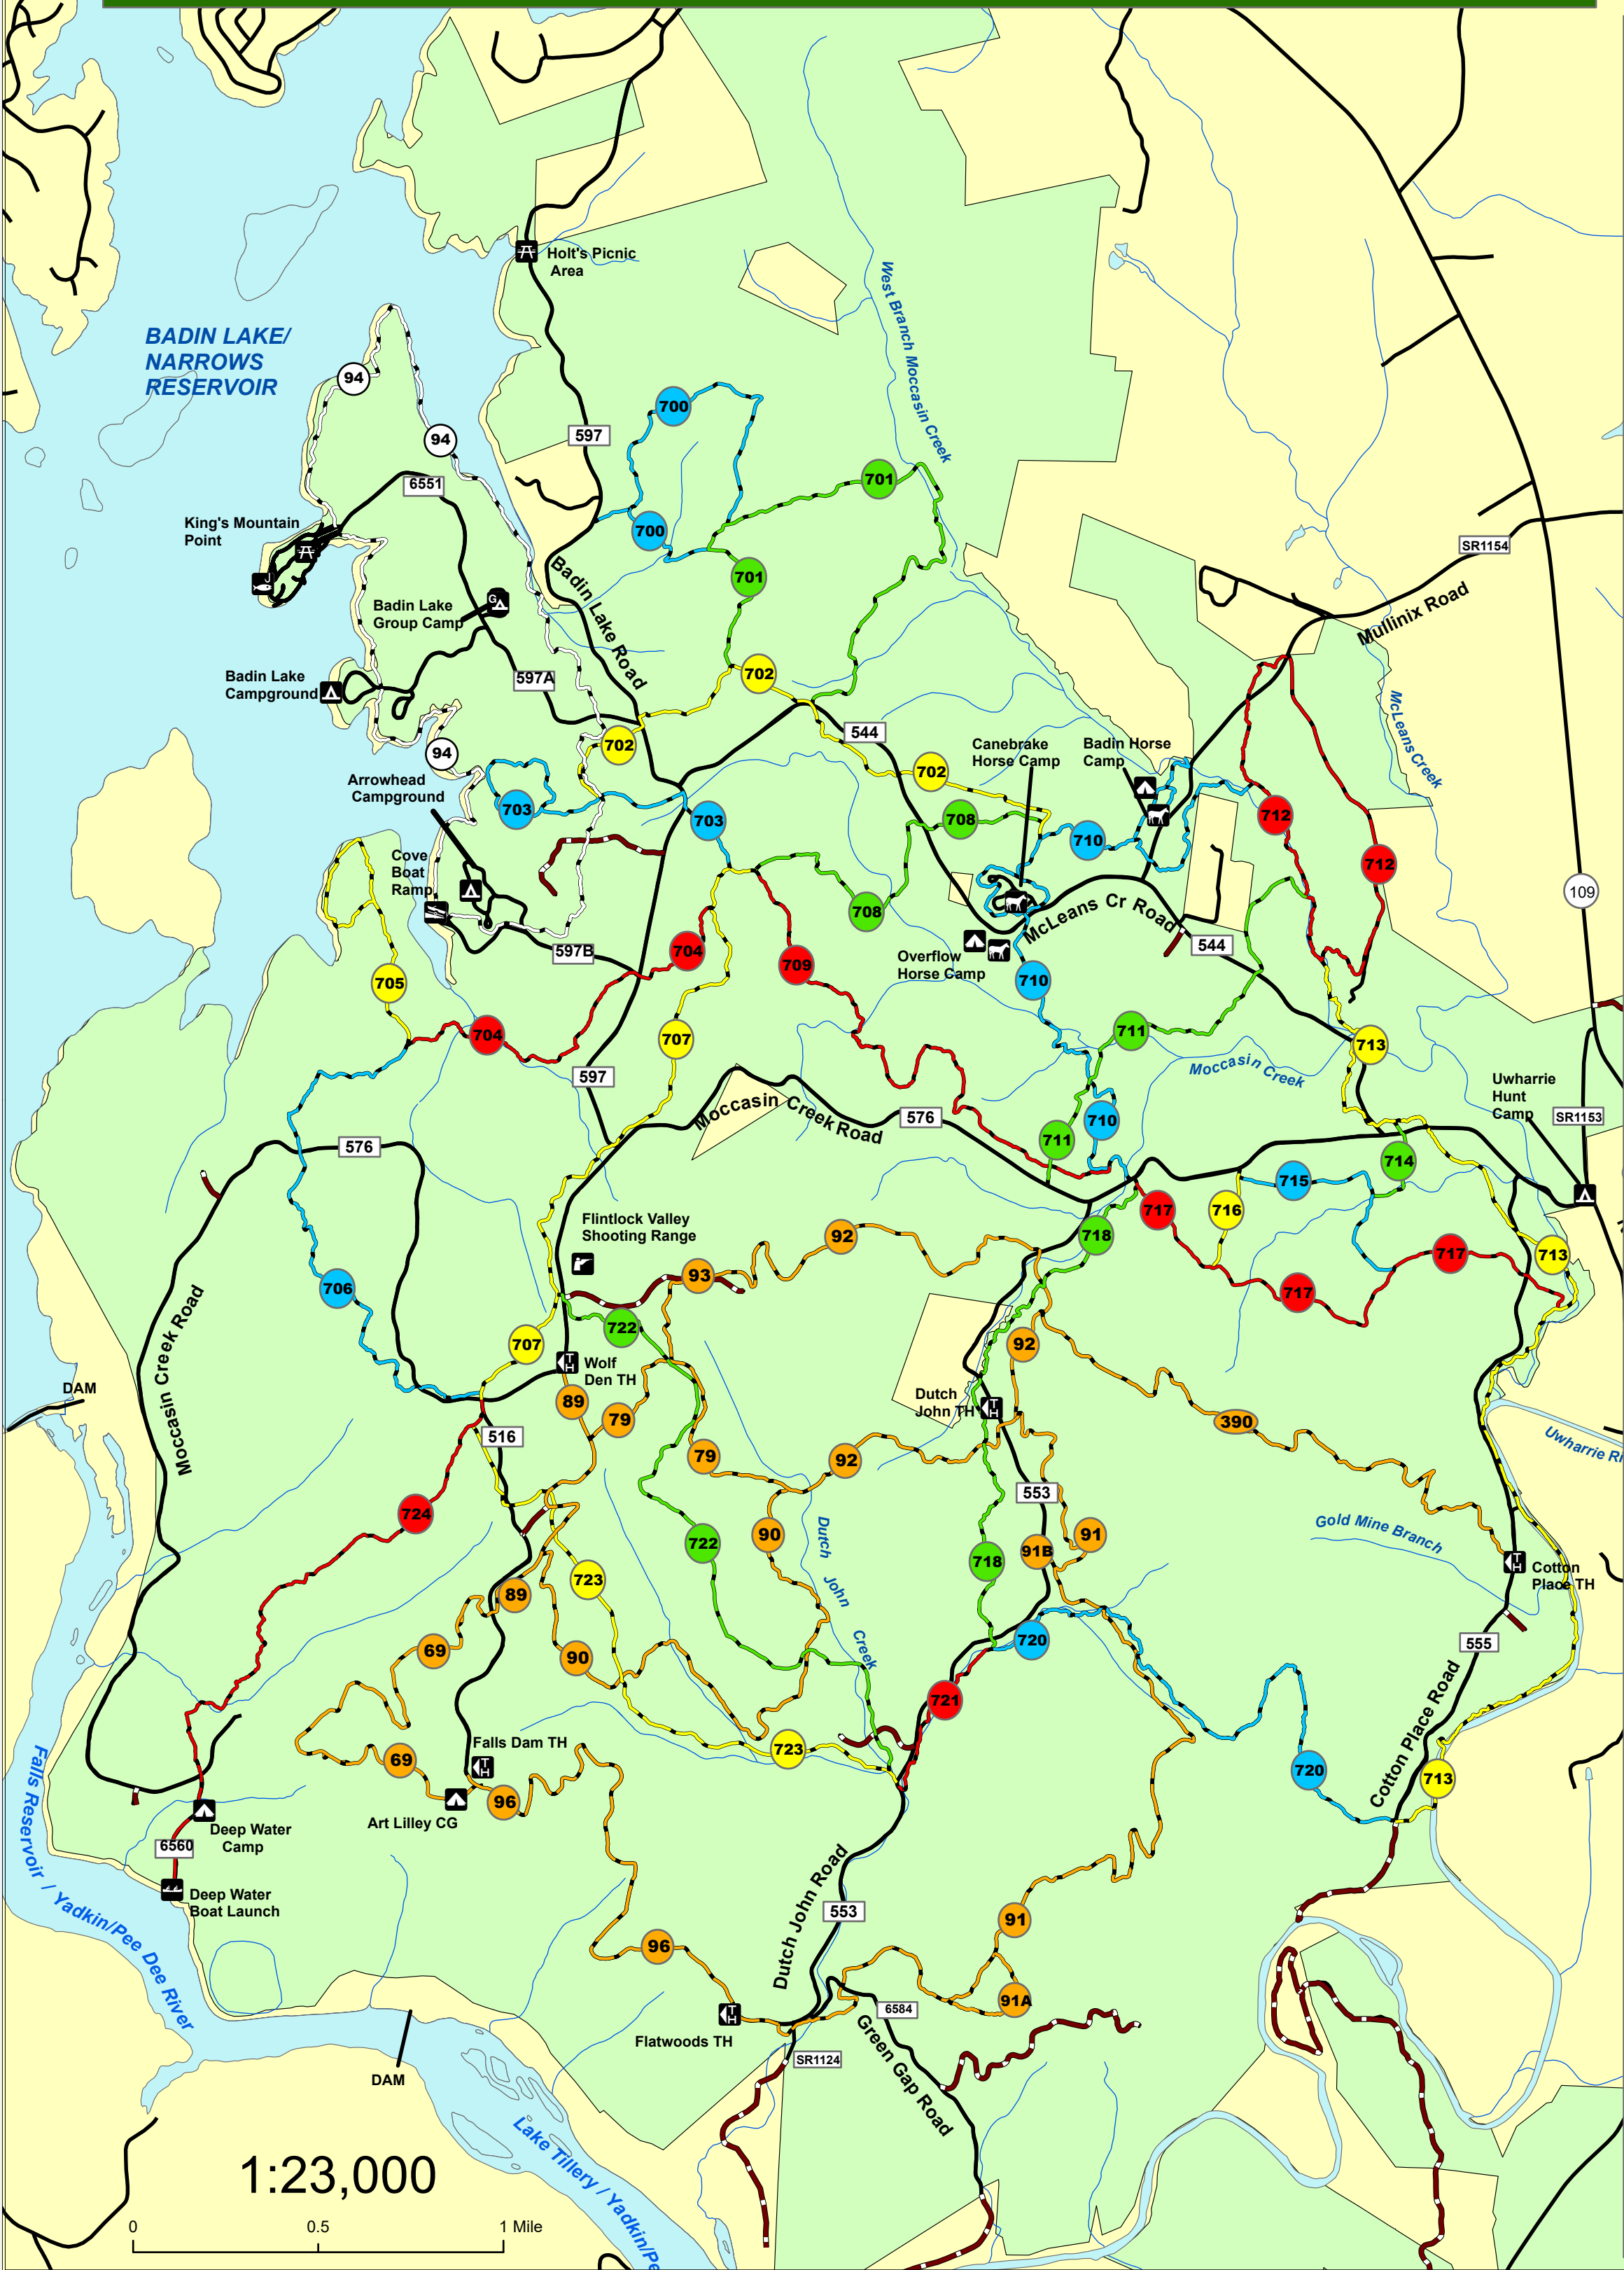 Holt's Picnic
Area
West Branch Moccasin Creek
BADIN LAKE/
NARROWS
RESERVOIR
94
700
597
94
701
6551
King's Mountain
Point
700
SR1154
701
Badin Lake Road
Badin Lake
Group Camp
Mullinix Road
702
Badin Lake
Campground
597A
McLeans Creek
544
702
94
Canebrake
Horse Camp
Badin Horse
Camp
702
Arrowhead
Campground
703
703
708
712
710
712
Cove
Boat
Ramp
109
708
McLeans Cr Road
704
597B
709
544
Overflow
Horse Camp
705
710
704
707
711
713
Moccasin Creek
597
Uwharrie
Hunt
Camp
Moccasin Creek Road
576
710
SR1153
576
711
714
715
716
717
Flintlock Valley
Shooting Range
92
718
717
713
93
706
717
Moccasin Creek Road
722
707
92
Wolf
Den TH
DAM
Dutch
John TH
89
79
390
516
Uwharrie Ri
79
92
553
724
Gold Mine Branch
90
91
722
Dutch
John
Creek
91B
718
Cotton
Place TH
723
89
69
90
720
555
721
Cotton Place Road
Falls Dam TH
723
69
720
713
96
Art Lilley CG
Deep Water
Camp
6560
Deep Water
Boat Launch
Falls Reservoir / Yadkin/Pee Dee River
Dutch John Road
553
91
96
91A
6584
Flatwoods TH
SR1124
Green Gap Road
DAM
Lake Tillery / Yadkin/Pe
1:23,000
0
0.5
1 Mile